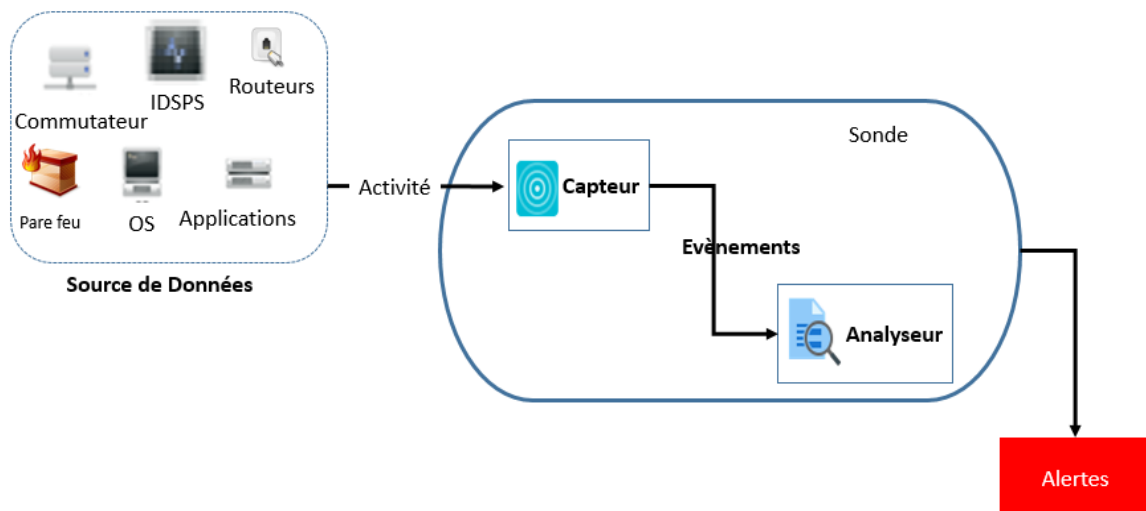 Commutateur
IDSPS
Routeurs
Pare feu
OS
Applications
Source de Données
Activité
Sonde
Capteur
Evènements
Analyseur
Alertes